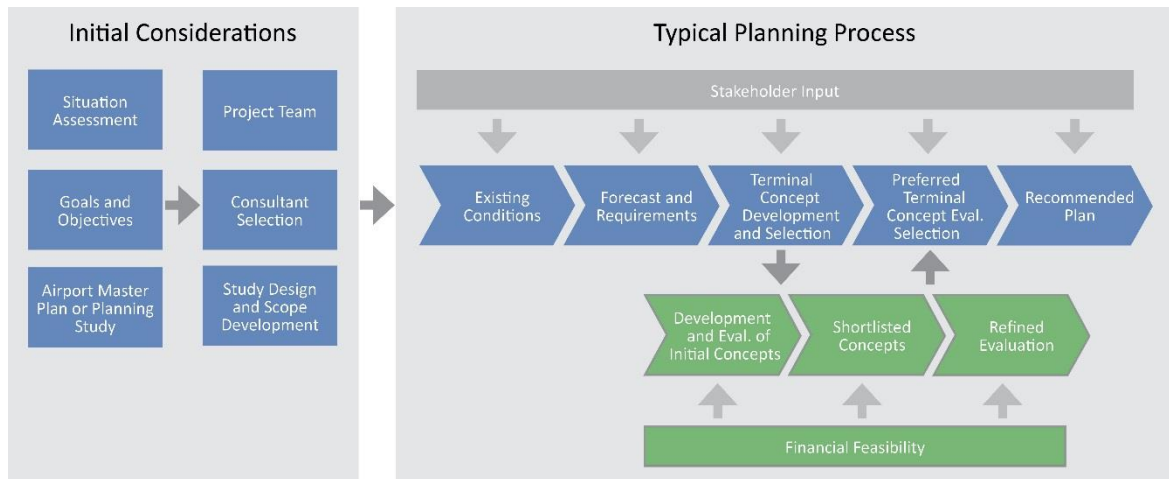 Initial Considerations
Situation
Assessment
Project Team
Goals and
Objectives
Consultant
Selection
Airport Master
Plan or Planning
Study
Study Design
and Scope
Development
Typical Planning Process
Stakeholder Input
Existing
Conditions
Forecast and
Requirements
Terminal
Concept
Development
and Selection
Preferred
Terminal
Concept Eval.
Selection
Recommended
Plan
Development
and Eval. of
Initial Concepts
Shortlisted
Concepts
Refined
Evaluation
Financial Feasibility